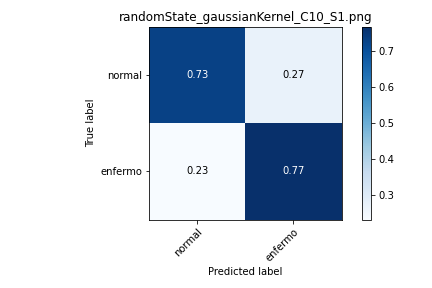 randomState_gaussianKernel_C10_S1.png
True label
normal
enfermo
0.73
0.27
0.23
0.77
normal
enfermo
Predicted label
0.7
0.6
0.5
0.4
0.3